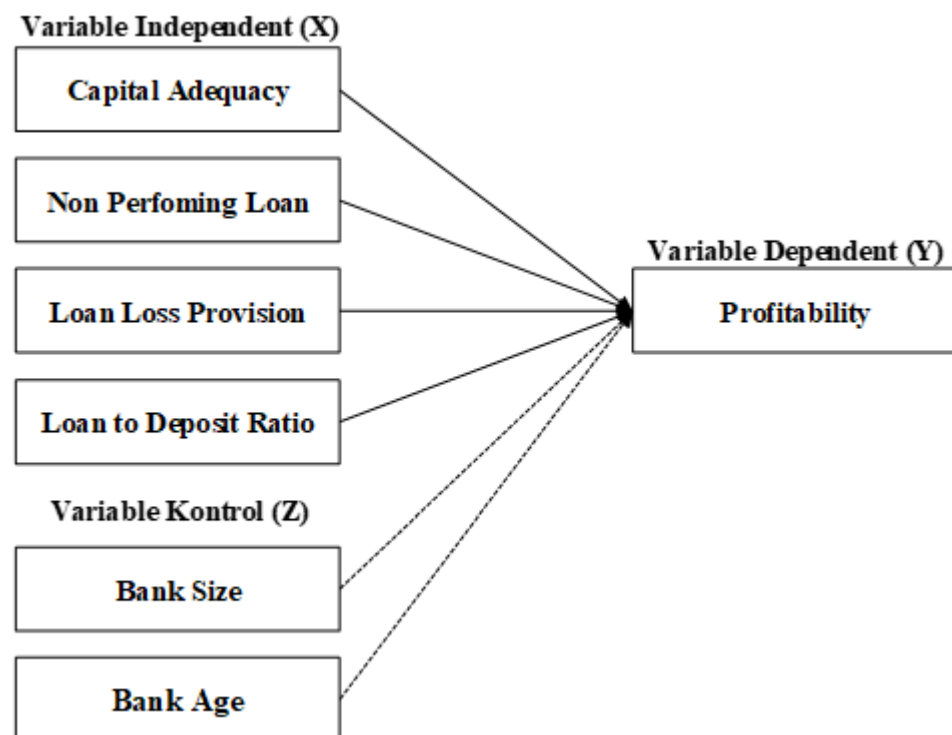 Variable Independent (X)
Capital Adequacy
Non Perfoming Loan
Loan Loss Provision
Loan to Deposit Ratio
Variable Kontrol (Z)
Bank Size
Bank Age
Variable Dependent (Y)
Profitability